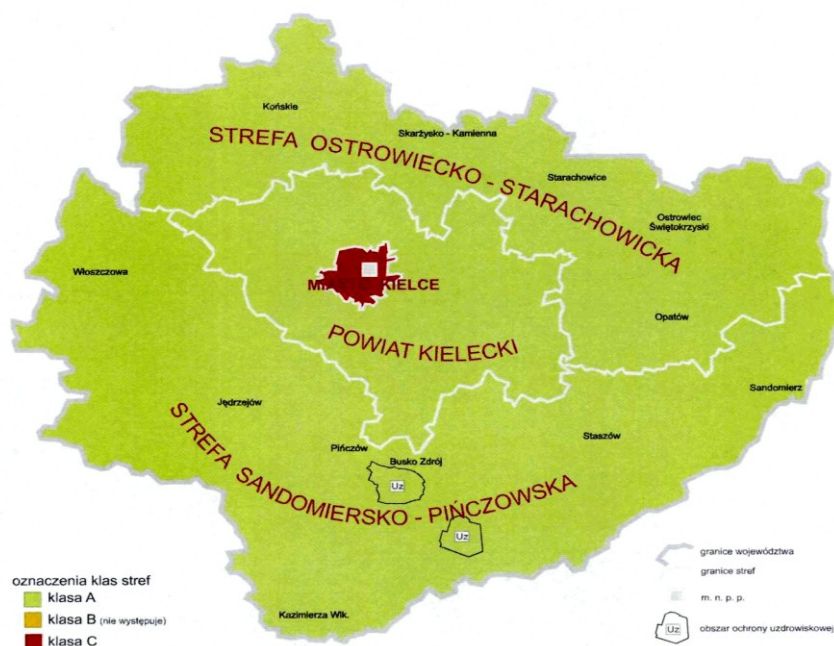 Końskie
Skarżysko - Kamienna
STREFA OSTROWIECKO - STARACHOWICKA
Starachowice
Ostrowiec
Świętokrzyski
Włoszczowa
MIASTO KIELCE
Opatów
POWIAT KIELECKI
Sandomierz
Jędrzejów
Staszów
Pińczów
Busko Zdrój
STREFA SANDOMIERSKO - PIŃCZOWSKA
Uz
Uz
Kazimierza Wlk.
oznaczenia klas stref
klasa A
klasa B (nie występuje)
klasa C
granice województwa
granice stref
m. n. p. p.
Uz obszar ochrony uzdrowiskowej